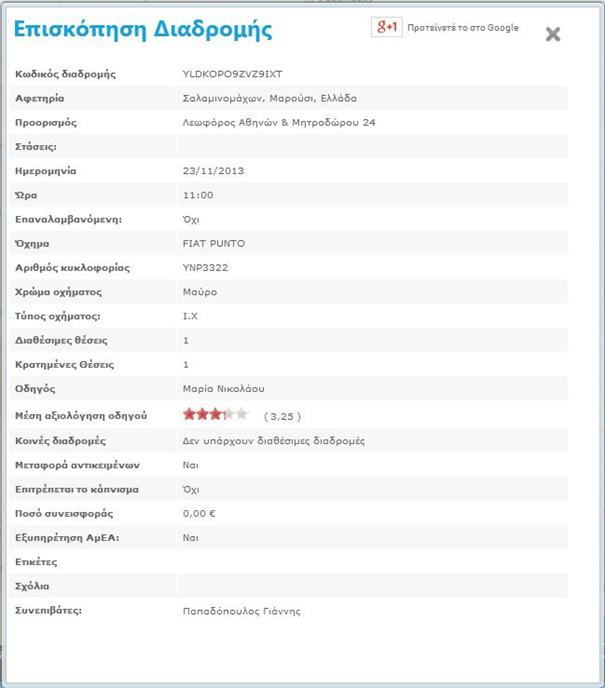 Επισκόπηση Διαδρομής
g+1 Προτείνετέ το στο Google
Κωδικός διαδρομής YLDKOPO9ZVZ9IXT
Αφετηρία Σαλαμινομάχων, Μαρούσι, Ελλάδα
Προορισμός Λεωφόρος Αθηνών & Μητροδώρου 24
Στάσεις:
Ημερομηνία 23/11/2013
Ώρα 11:00
Επαναλαμβανόμενη: Όχι
Όχημα FIAT PUNTO
Αριθμός κυκλοφορίας YNP3322
Χρώμα οχήματος Μαύρο
Τύπος οχήματος: Ι.Χ
Διαθέσιμες θέσεις 1
Κρατημένες Θέσεις 1
Οδηγός Μαρία Νικολάου
Μέση αξιολόγηση οδηγού ( 3,25 )
Κοινές διαδρομές Δεν υπάρχουν διαθέσιμες διαδρομές
Μεταφορά αντικειμένων Ναι
Επιτρέπεται το κάπνισμα Όχι
Ποσό συνεισφοράς 0,00 €
Εξυπηρέτηση ΑμΕΑ: Ναι
Ετικέτες
Σχόλια
Συνεπιβάτες: Παπαδόπουλος Γιάννης